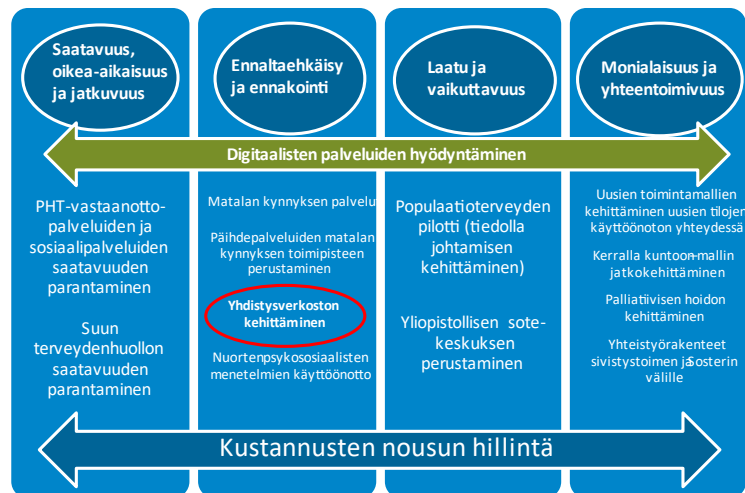 Saatavuus,
oikea-aikaisuus
ja jatkuvuus
Ennaltaehkäisy
ja ennakointi
Laatu ja
vaikuttavuus
Monialaisuus ja
yhteentoimivuus
Digitaalisten palveluiden hyödyntäminen
PHT-vastaanotto-
palveluiden ja
sosiaalipalveluiden
saatavuuden
parantaminen
Suun
terveydenhuollon
saatavuuden
parantaminen
Matalan kynnyksen palvelu
Päihdepalveluiden matalan
kynnyksen toimipisteen
perustaminen
Yhdistysverkoston
kehittäminen
Nuortenpsykososiaalisten
menetelmien käyttöönotto
Populaatioterveyden
pilotti (tiedolla
johtamisen
kehittäminen)
Yliopistollisen sote-
keskuksen
perustaminen
Uusien toimintamallien
kehittäminen uusien tilojen
käyttöönoton yhteydessä
Kerralla kuntoon-mallin
jatkokehittäminen
Palliatiivisen hoidon
kehittäminen
Yhteistyörakenteet
sivistystoimen ja Sosterin
välille
Kustannusten nousun hillintä